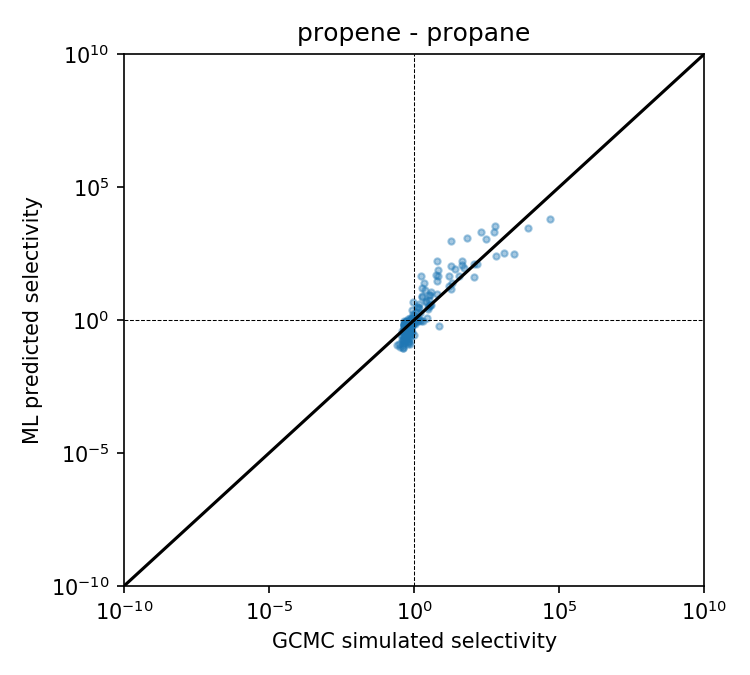 propene - propane
10^10
10^5
10^0
10^−5
10^−10
ML predicted selectivity
10^−10 10^−5 10^0 10^5 10^10
GCMC simulated selectivity